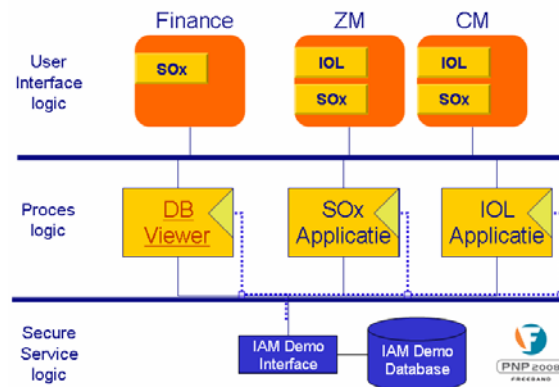 Finance
ZM
CM
User
Interface
logic
SOx
IOL
SOx
IOL
SOx
Proces
logic
DB
Viewer
SOx
Applicatie
IOL
Applicatie
Secure
Service
logic
IAM Demo
Interface
IAM Demo
Database
PNP 2008
FREEBAND